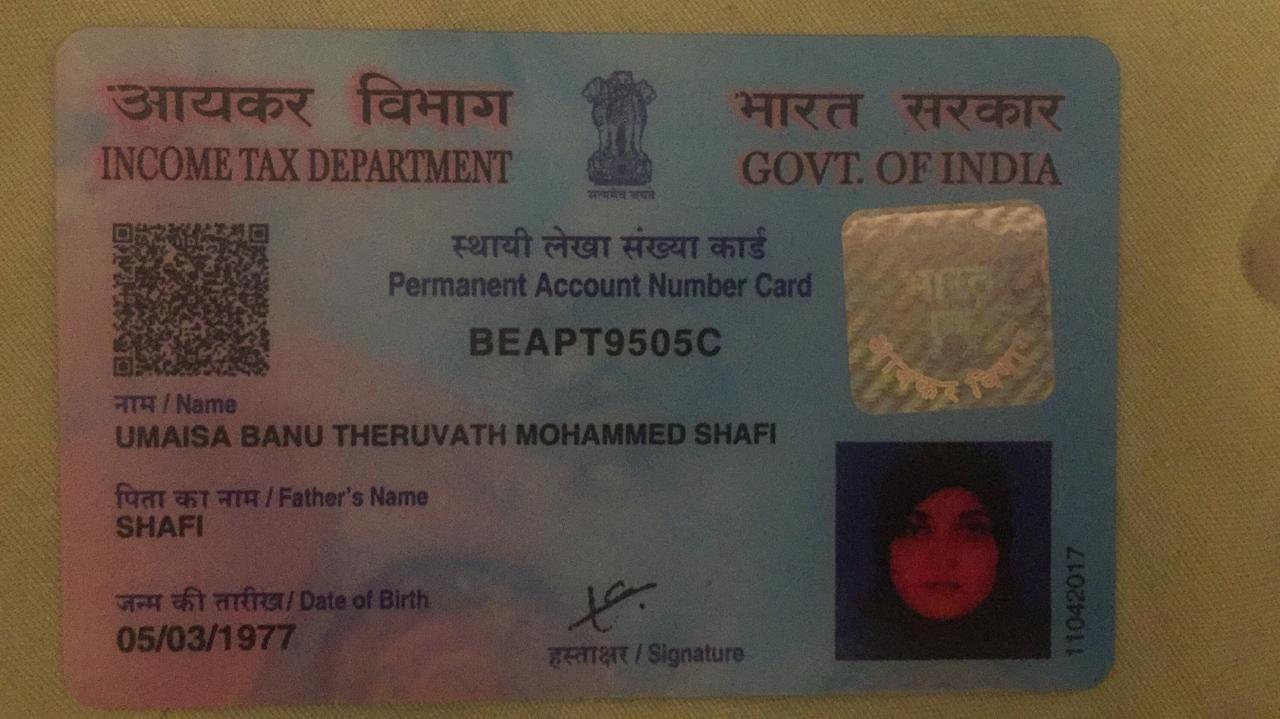 आयकर विभाग
INCOME TAX DEPARTMENT
सत्यमेव जयते
भारत सरकार
GOVT. OF INDIA
स्थायी लेखा संख्या कार्ड
Permanent Account Number Card
BEAPT9505C
भारत
आयकर विभाग
नाम / Name
UMAISA BANU THERUVATH MOHAMMED SHAFI
पिता का नाम / Father's Name
SHAFI
जन्म की तारीख / Date of Birth
05/03/1977
हस्ताक्षर / Signature
11042017